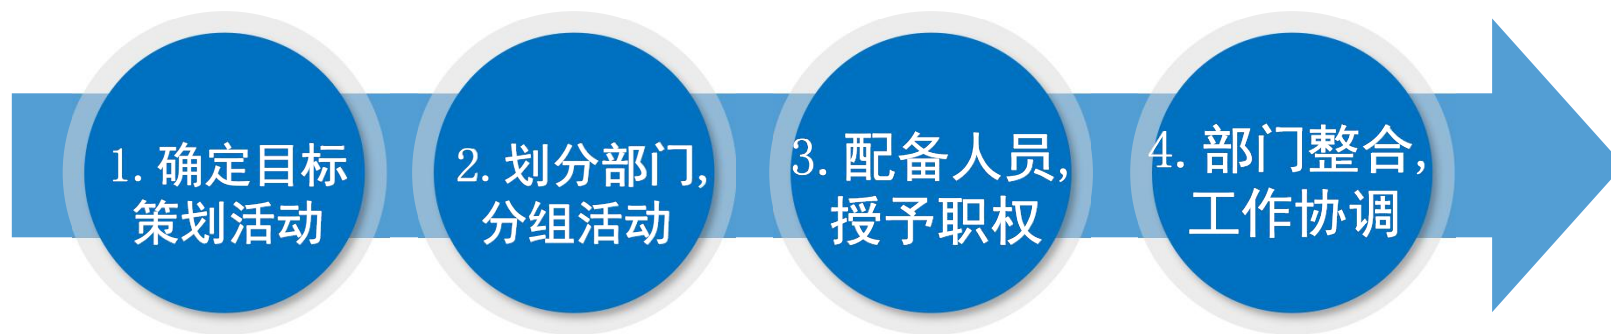 1. 确定目标
策划活动
2. 划分部门,
分组活动
3. 配备人员,
授予职权
4. 部门整合,
工作协调